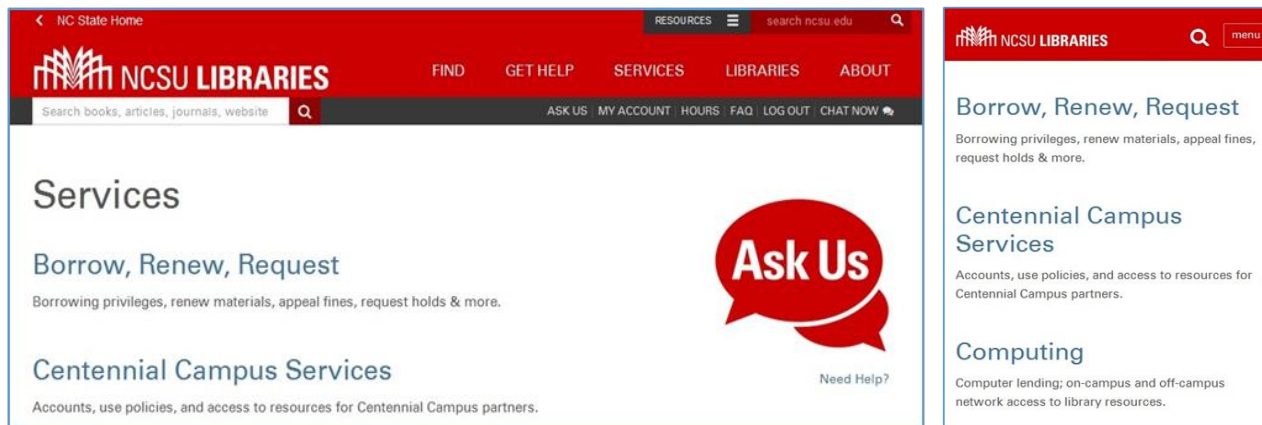 NC State Home
RESOURCES
search ncsu.edu
NCSU LIBRARIES
FIND GET HELP SERVICES LIBRARIES ABOUT
Search books, articles, journals, website
ASK US | MY ACCOUNT | HOURS | FAQ | LOG OUT | CHAT NOW
Services
Borrow, Renew, Request
Borrowing privileges, renew materials, appeal fines, request holds & more.
Centennial Campus Services
Accounts, use policies, and access to resources for Centennial Campus partners.
Ask Us
Need Help?
NCSU LIBRARIES
menu
Borrow, Renew, Request
Borrowing privileges, renew materials, appeal fines,
request holds & more.
Centennial Campus
Services
Accounts, use policies, and access to resources for
Centennial Campus partners.
Computing
Computer lending; on-campus and off-campus
network access to library resources.